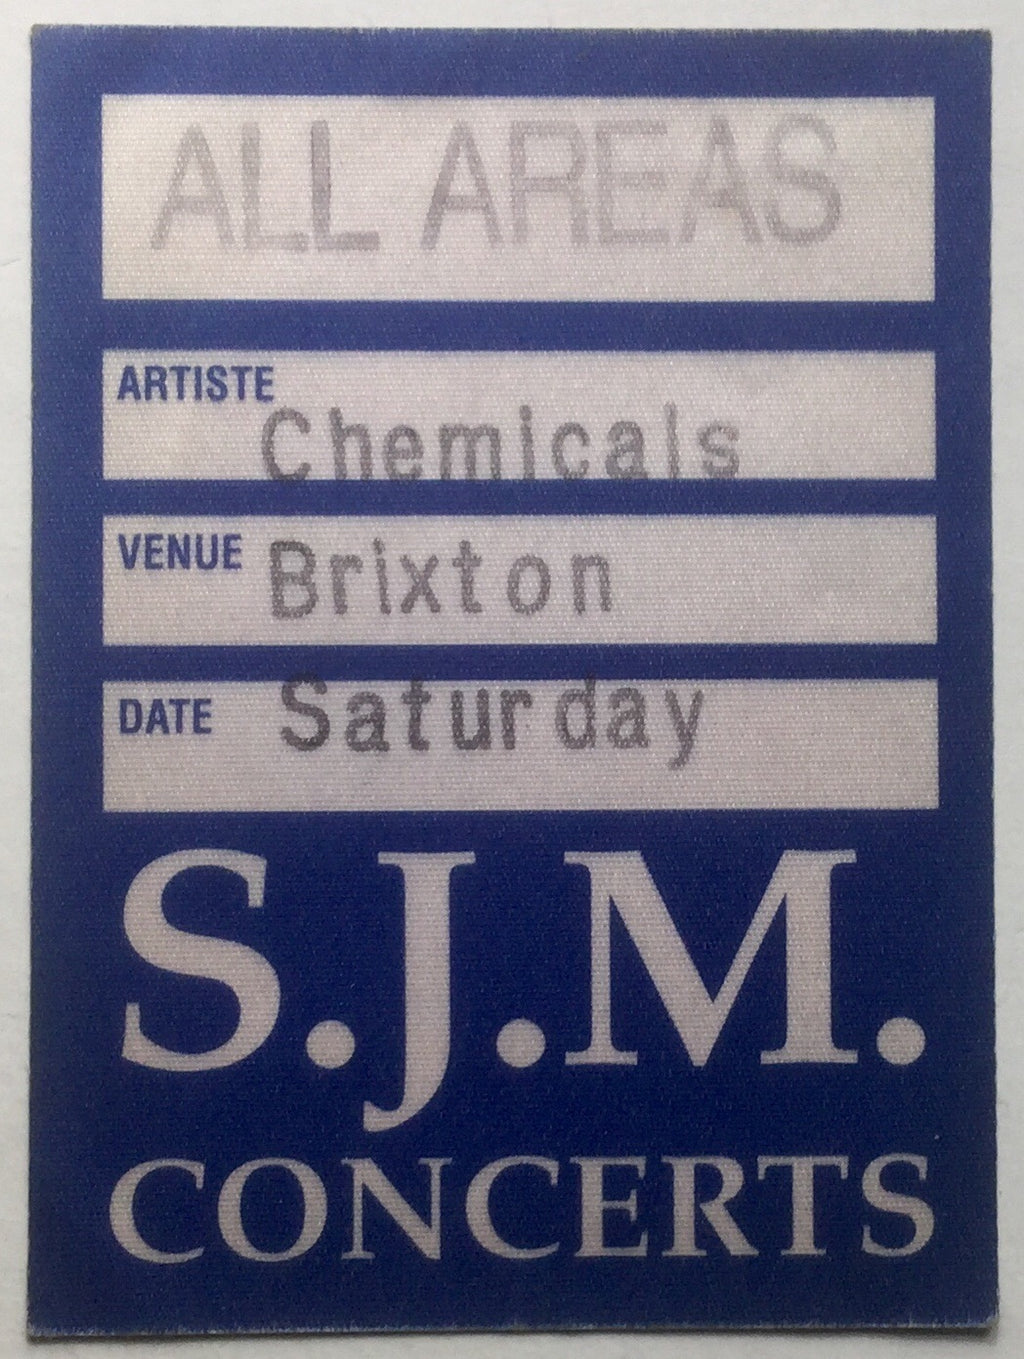 ALL AREAS
ARTISTE
Chemicals
VENUE Brixton
DATE Saturday
S.J.M.
CONCERTS